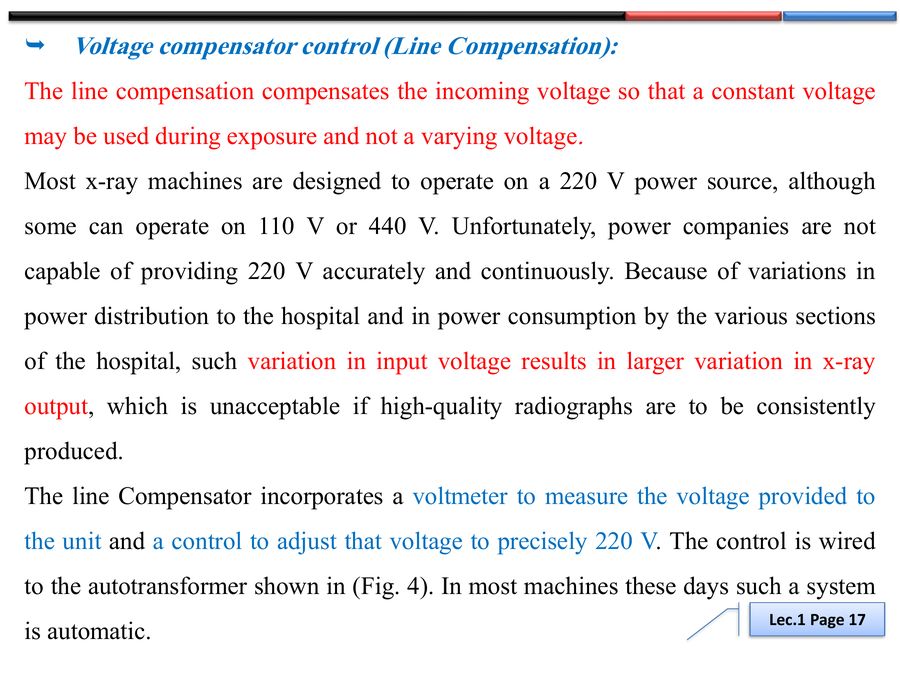 ➥ Voltage compensator control (Line Compensation):
The line compensation compensates the incoming voltage so that a constant voltage
may be used during exposure and not a varying voltage.
Most x-ray machines are designed to operate on a 220 V power source, although
some can operate on 110 V or 440 V. Unfortunately, power companies are not
capable of providing 220 V accurately and continuously. Because of variations in
power distribution to the hospital and in power consumption by the various sections
of the hospital, such variation in input voltage results in larger variation in x-ray
output, which is unacceptable if high-quality radiographs are to be consistently
produced.
The line Compensator incorporates a voltmeter to measure the voltage provided to
the unit and a control to adjust that voltage to precisely 220 V. The control is wired
to the autotransformer shown in (Fig. 4). In most machines these days such a system
is automatic.
Lec.1 Page 17